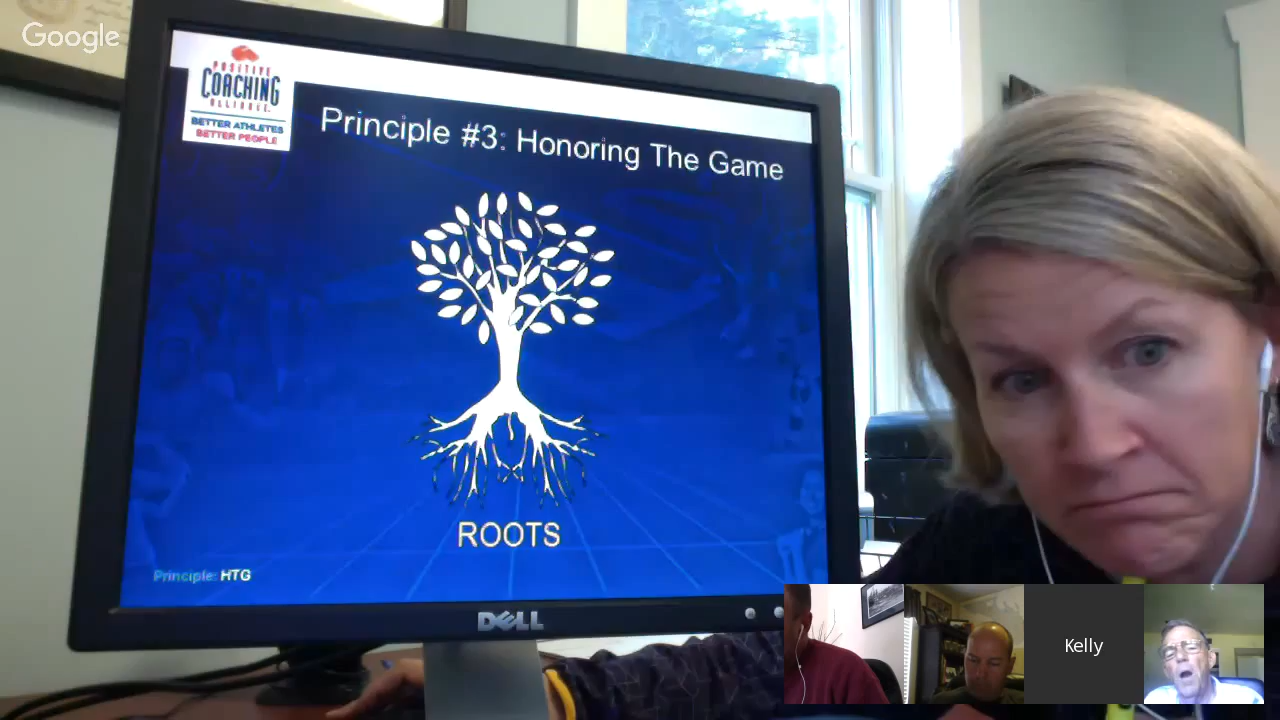 Google
POSITIVE
COACHING
ALLIANCE
BETTER ATHLETES
BETTER PEOPLE
Principle #3: Honoring The Game
ROOTS
Principle: HTG
DELL
Kelly